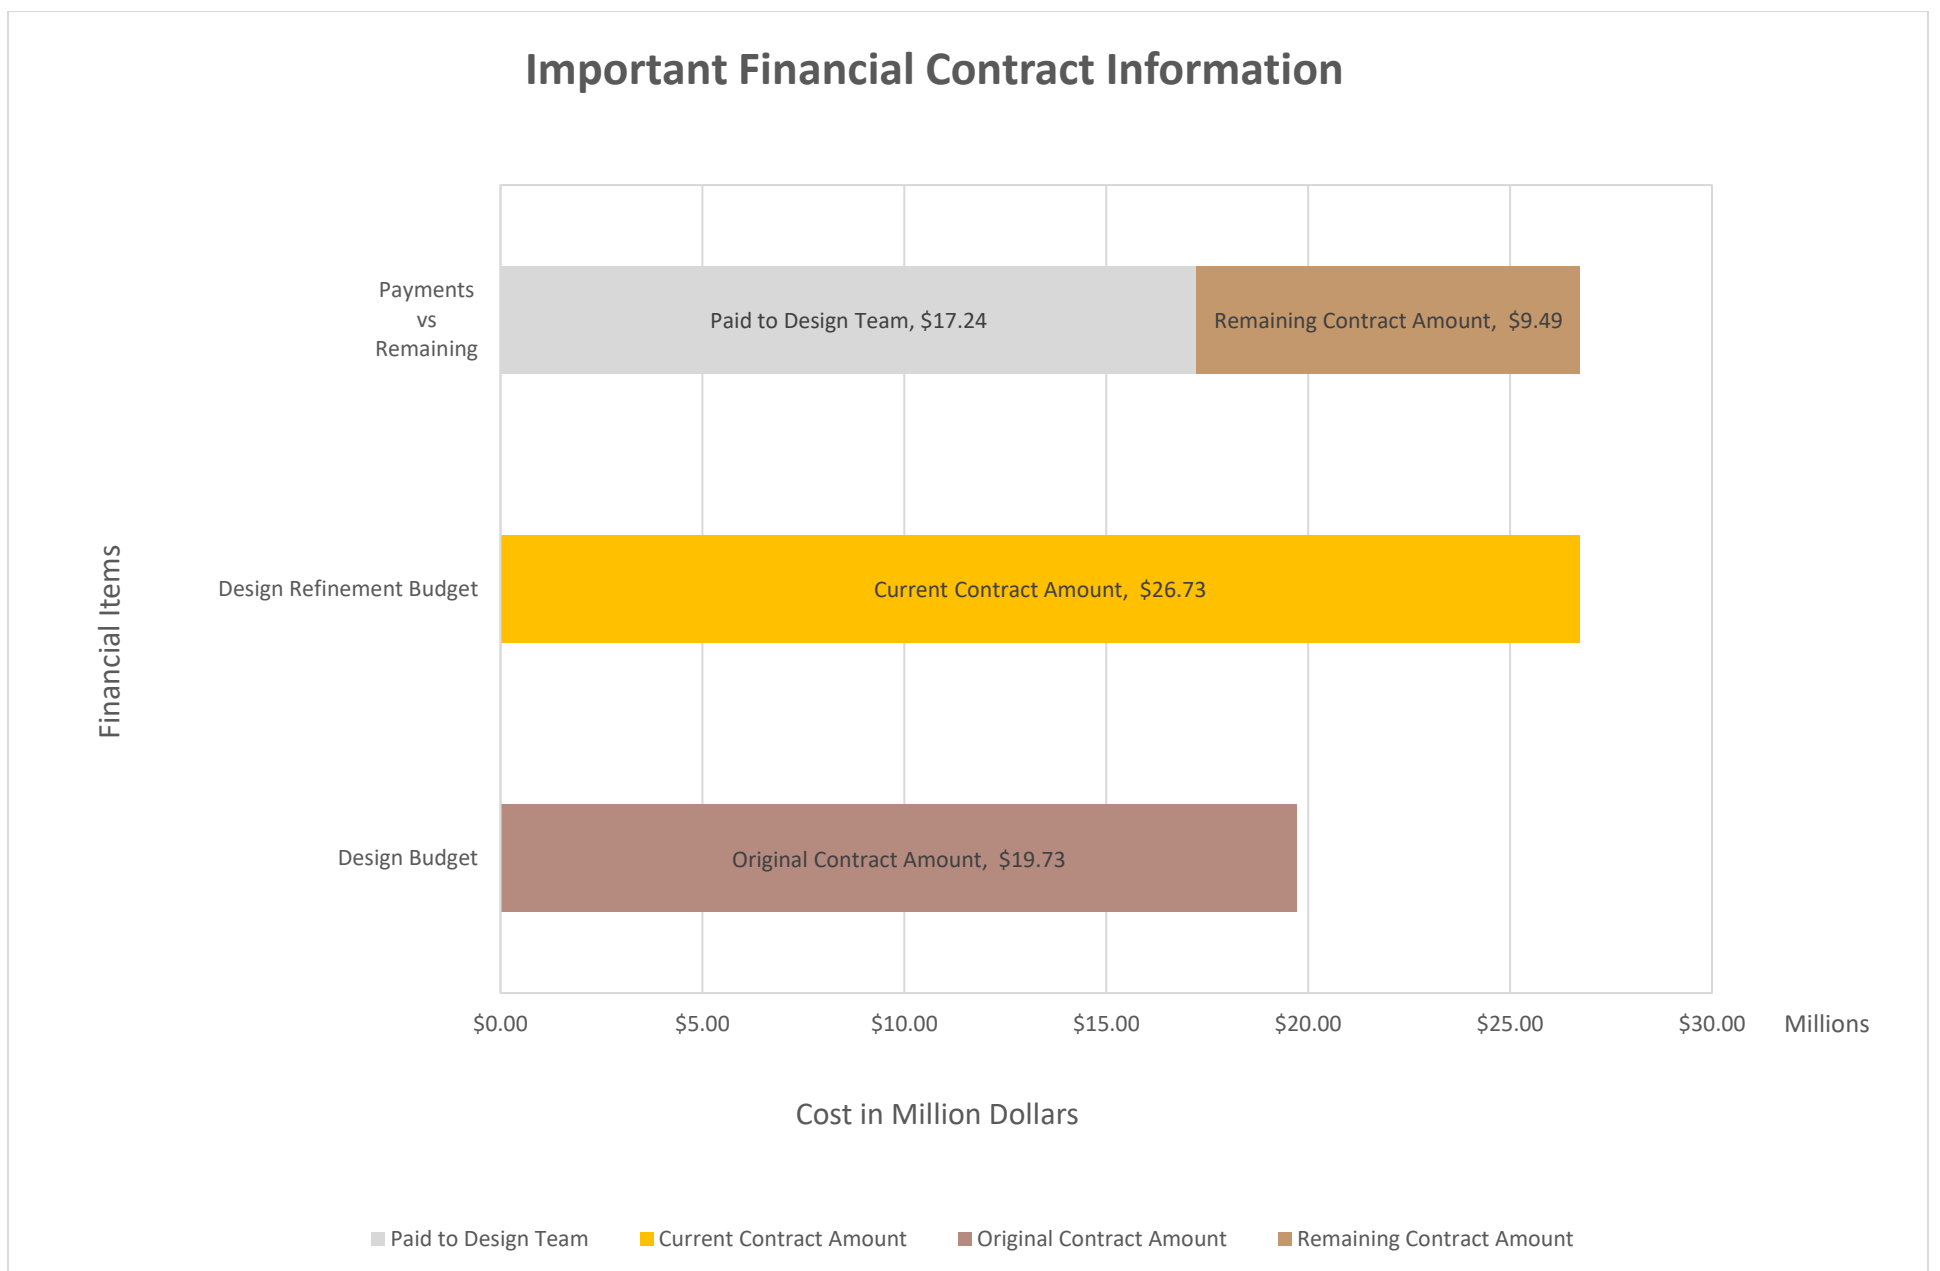 Important Financial Contract Information
Payments
vs
Remaining
Paid to Design Team, $17.24
Remaining Contract Amount,  $9.49
Financial Items
Design Refinement Budget
Current Contract Amount,  $26.73
Design Budget
Original Contract Amount,  $19.73
$0.00 $5.00 $10.00 $15.00 $20.00 $25.00 $30.00 Millions
Cost in Million Dollars
Paid to Design Team Current Contract Amount Original Contract Amount Remaining Contract Amount